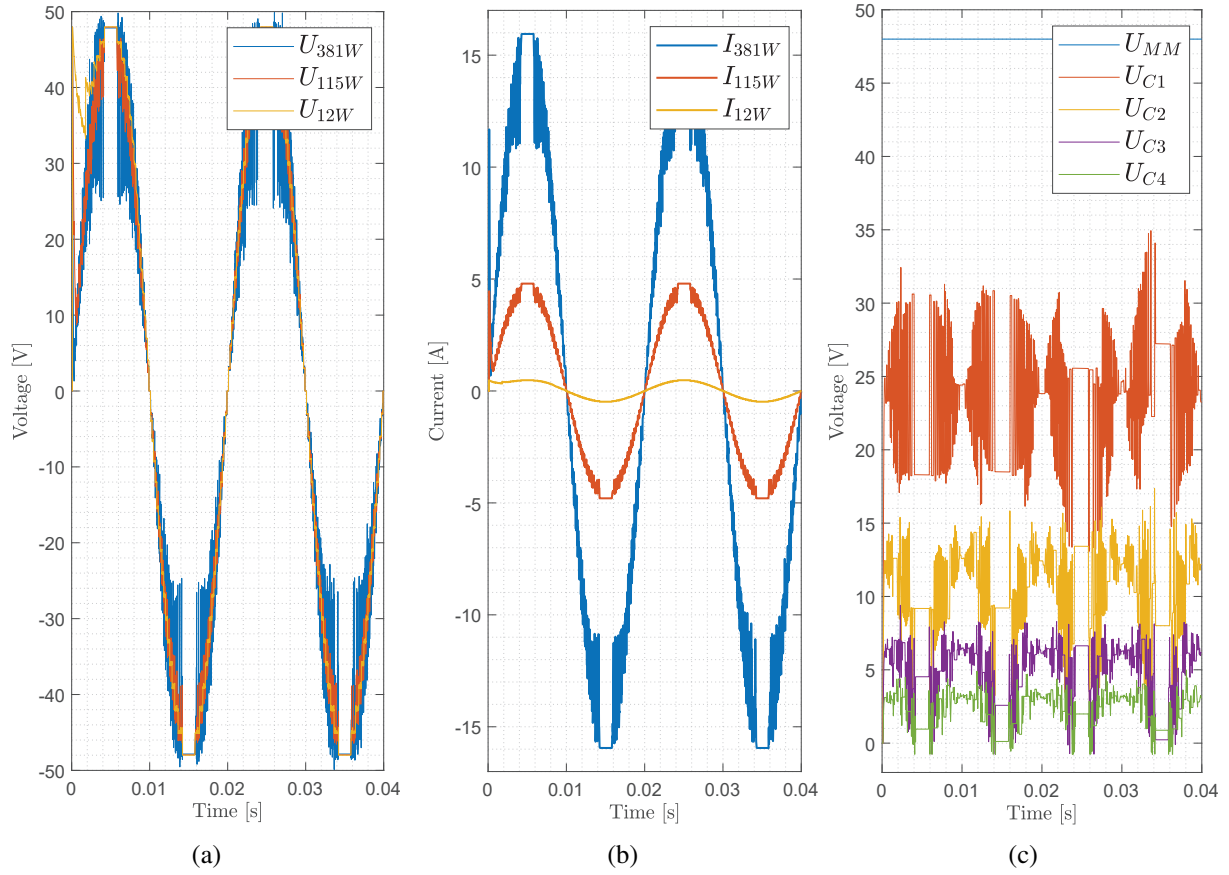 50
40
30
20
10
0
-10
-20
-30
-40
-50
Voltage [V]
0
0.01
0.02
0.03
0.04
Time [s]
U381W
U115W
U12W
(a)
15
10
5
0
-5
-10
-15
Current [A]
0
0.01
0.02
0.03
0.04
Time [s]
I381W
I115W
I12W
(b)
50
45
40
35
30
25
20
15
10
5
0
Voltage [V]
0
0.01
0.02
0.03
0.04
Time [s]
UMM
UC1
UC2
UC3
UC4
(c)